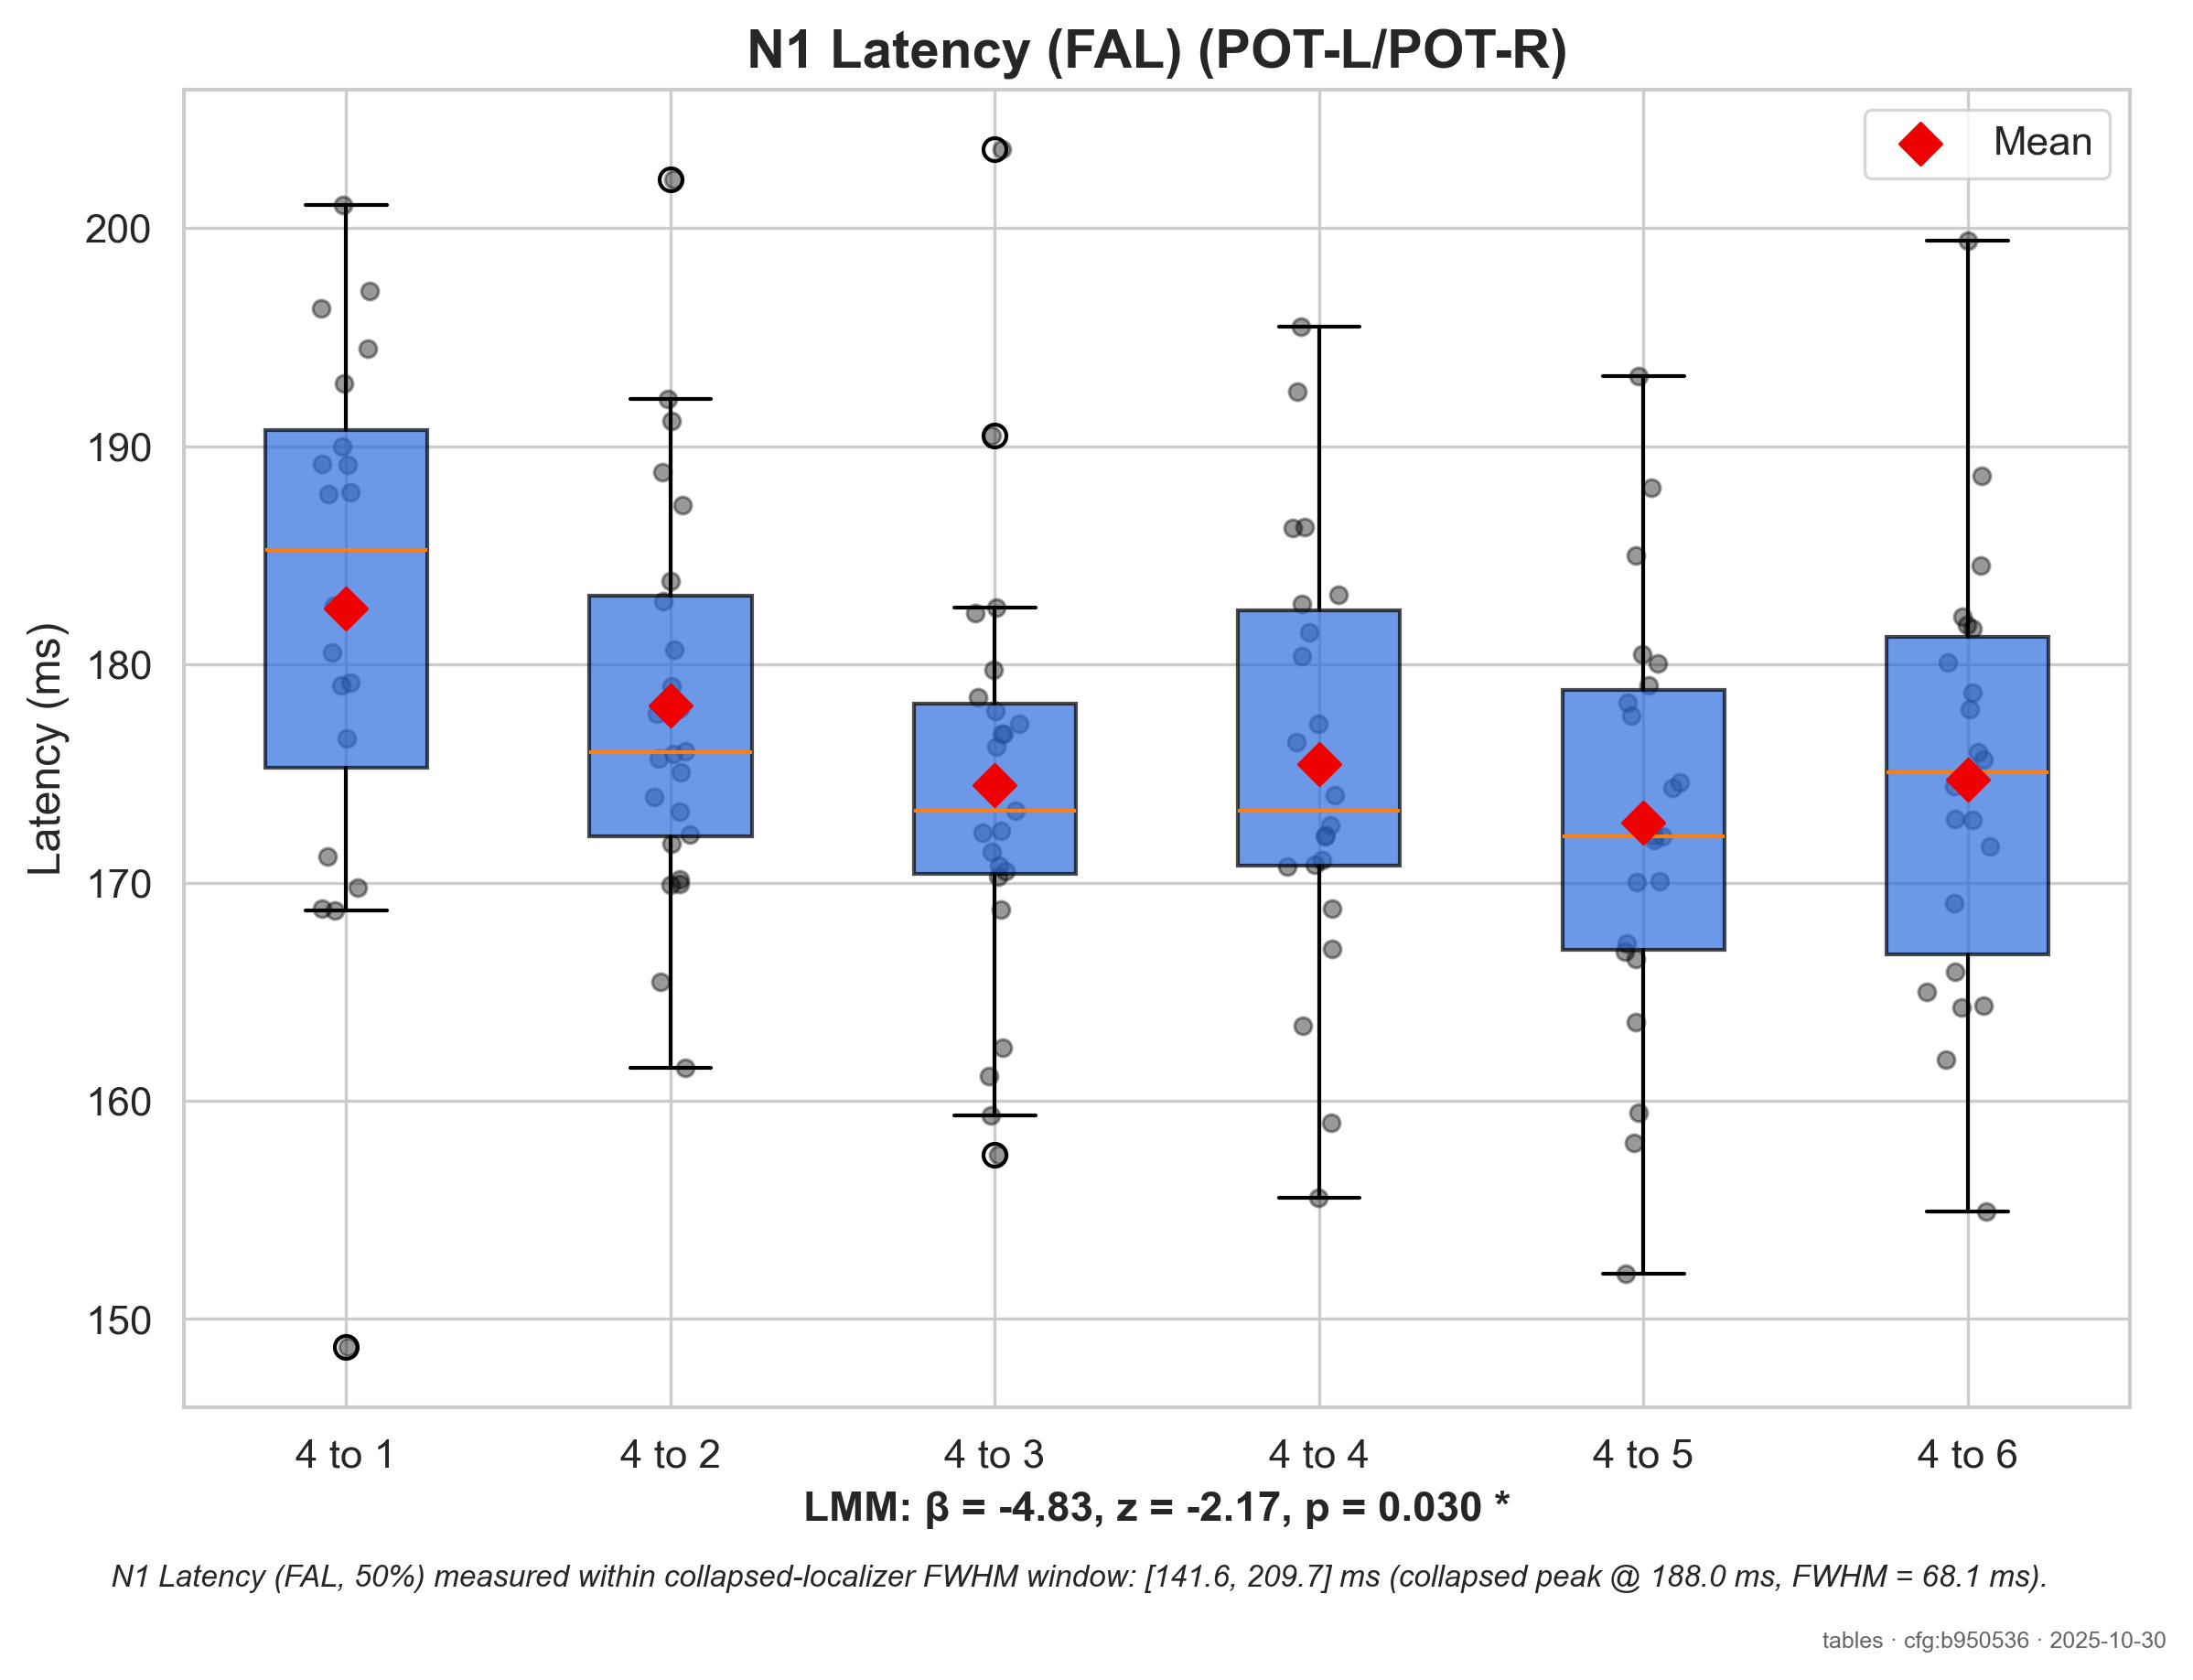 N1 Latency (FAL) (POT-L/POT-R)
Mean
Latency (ms)
200
190
180
170
160
150
4 to 1 4 to 2 4 to 3 4 to 4 4 to 5 4 to 6
LMM: β = -4.83, z = -2.17, p = 0.030 *
N1 Latency (FAL, 50%) measured within collapsed-localizer FWHM window: [141.6, 209.7] ms (collapsed peak @ 188.0 ms, FWHM = 68.1 ms).
tables · cfg:b950536 · 2025-10-30